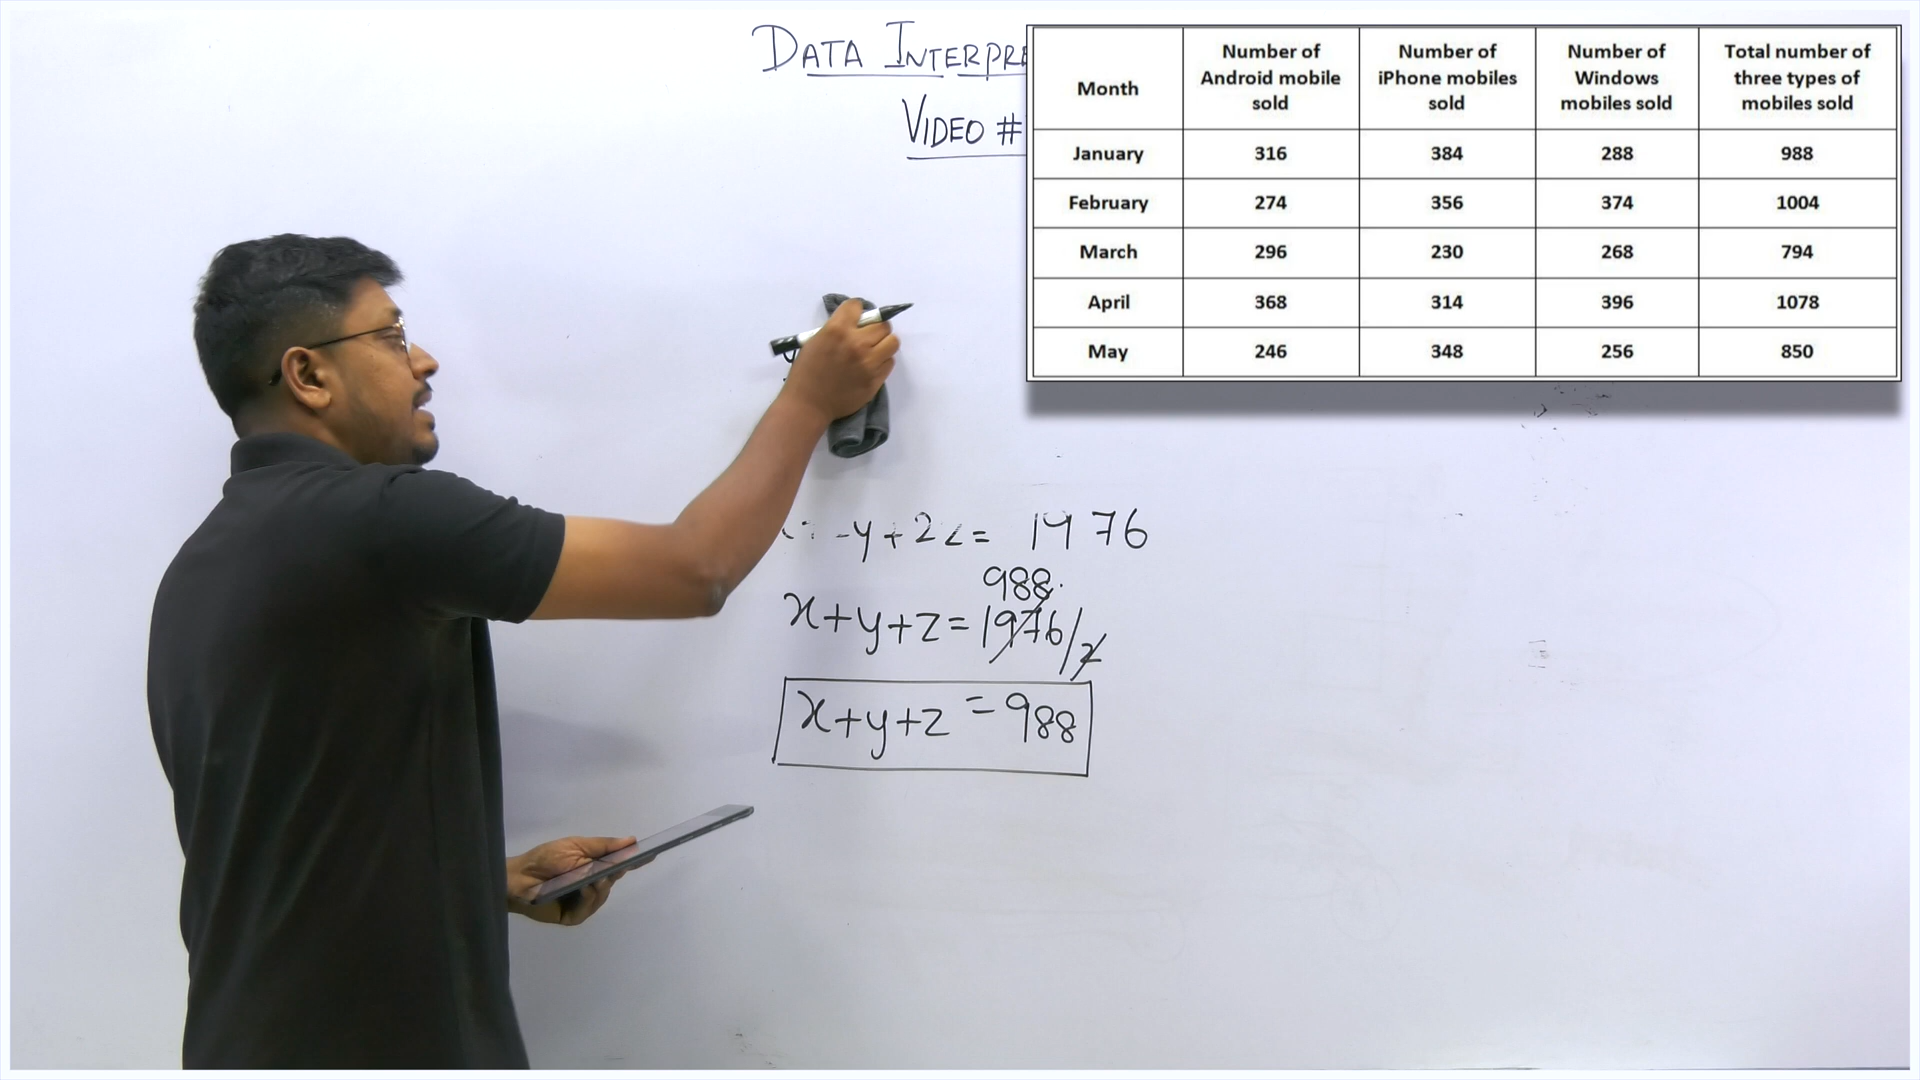 DATA INTERPRE
VIDEO #
Month Number of Android mobile sold Number of iPhone mobiles sold Number of Windows mobiles sold Total number of three types of mobiles sold
January 316 384 288 988
February 274 356 374 1004
March 296 230 268 794
April 368 314 396 1078
May 246 348 256 850
y+2z= 1976
988
x+y+z=1976/2
x+y+z=988